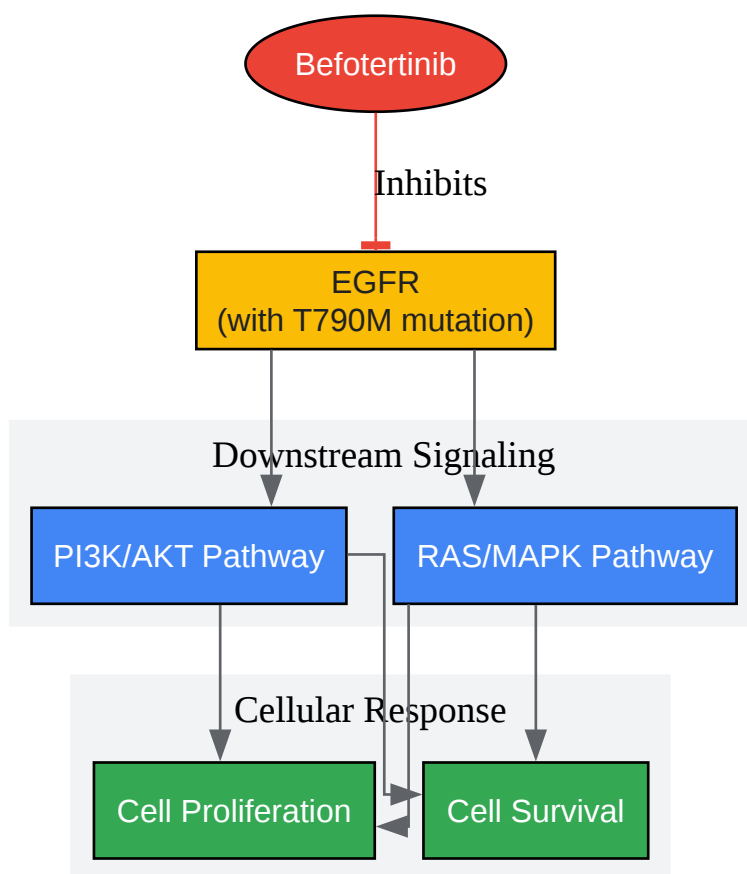 Befotertinib
Inhibits
EGFR
(with T790M mutation)
Downstream Signaling
PI3K/AKT Pathway
RAS/MAPK Pathway
Cellular Response
Cell Proliferation
Cell Survival